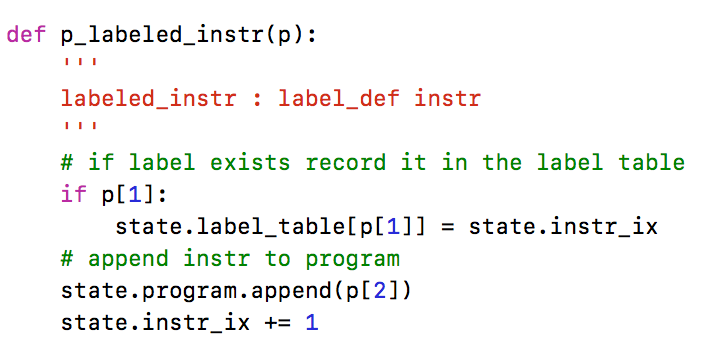 def p_labeled_instr(p):
    '''
    labeled_instr : label_def instr
    '''
    # if label exists record it in the label table
    if p[1]:
        state.label_table[p[1]] = state.instr_ix
    # append instr to program
    state.program.append(p[2])
    state.instr_ix += 1